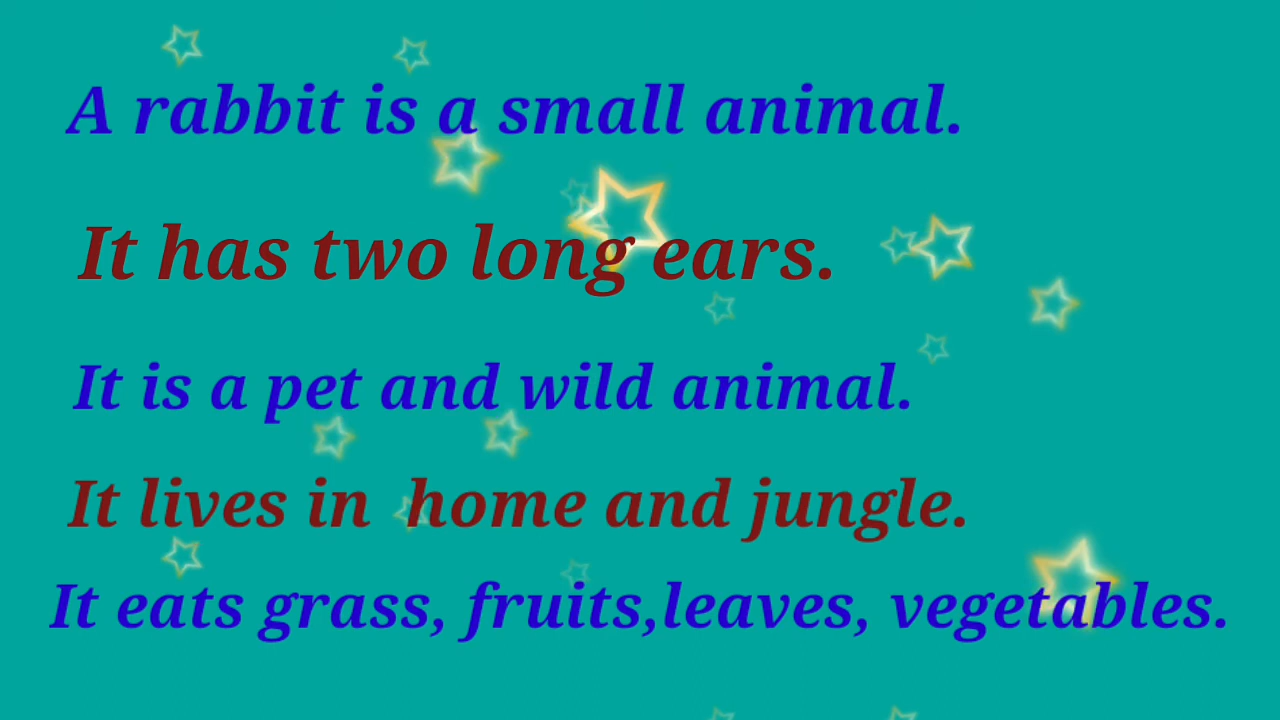 A rabbit is a small animal.
It has two long ears.
It is a pet and wild animal.
It lives in  home and jungle.
It eats grass, fruits,leaves, vegetables.